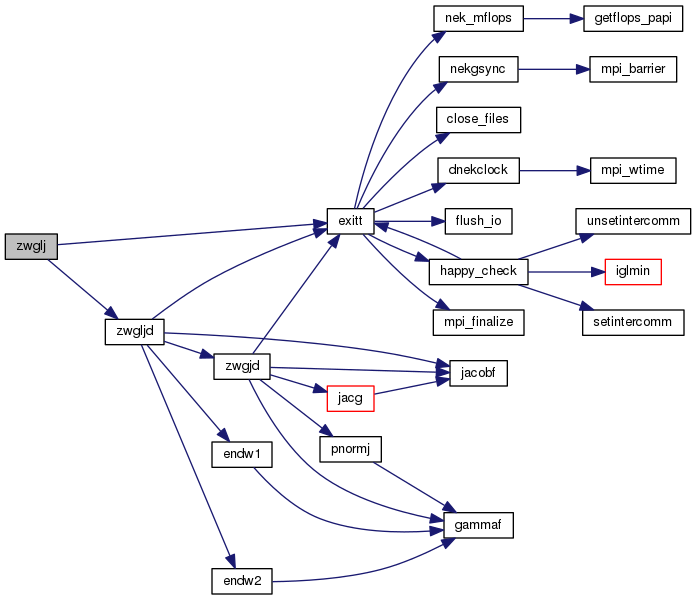 nek_mflops
getflops_papi
nekgsync
mpi_barrier
close_files
dnekclock
mpi_wtime
exitt
flush_io
unsetintercomm
zwglj
happy_check
iglmin
mpi_finalize
setintercomm
zwgljd
zwgjd
jacobf
jacg
endw1
pnormj
gammaf
endw2